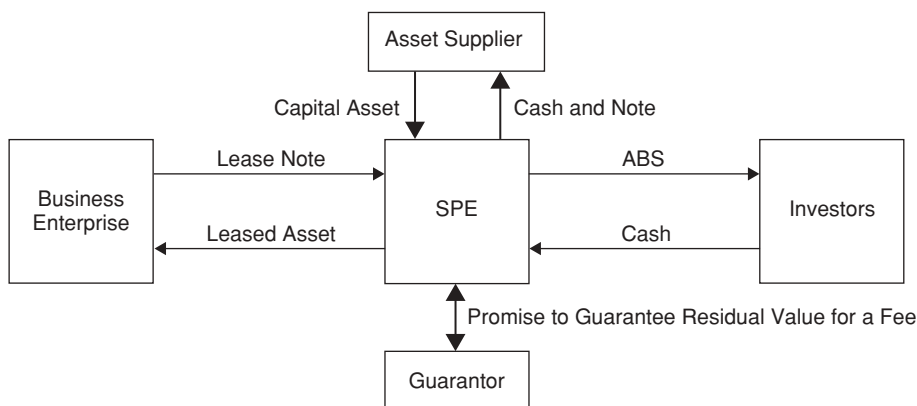 Asset Supplier
Capital Asset
Cash and Note
Lease Note
ABS
Business
Enterprise
SPE
Investors
Leased Asset
Cash
Promise to Guarantee Residual Value for a Fee
Guarantor